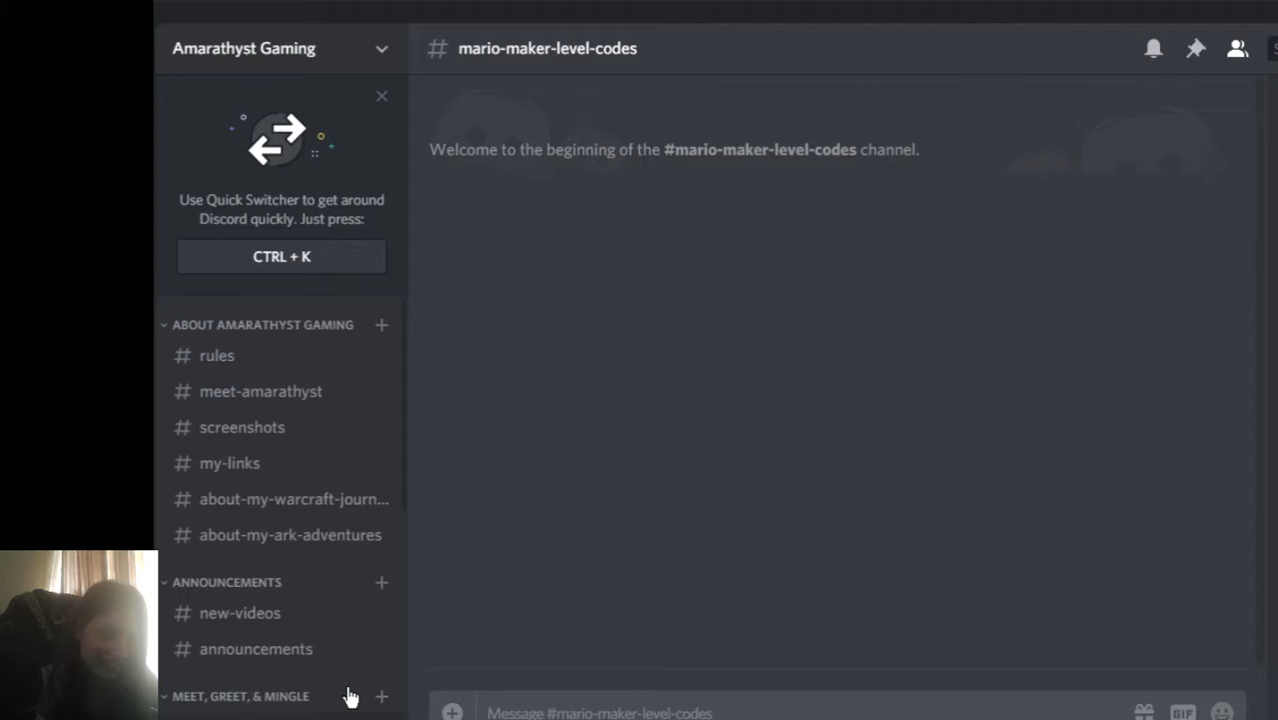 Amarathyst Gaming
mario-maker-level-codes
Welcome to the beginning of the #mario-maker-level-codes channel.
Use Quick Switcher to get around
Discord quickly. Just press:
CTRL + K
ABOUT AMARATHYST GAMING
rules
meet-amarathyst
screenshots
my-links
about-my-warcraft-journ...
about-my-ark-adventures
ANNOUNCEMENTS
new-videos
announcements
MEET, GREET, & MINGLE
Message #mario-maker-level-codes
GIF